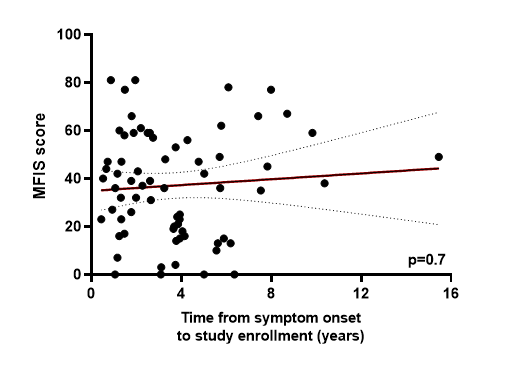 100
80
60
40
20
0
MFIS score
p=0.7
0 4 8 12 16
Time from symptom onset
to study enrollment (years)